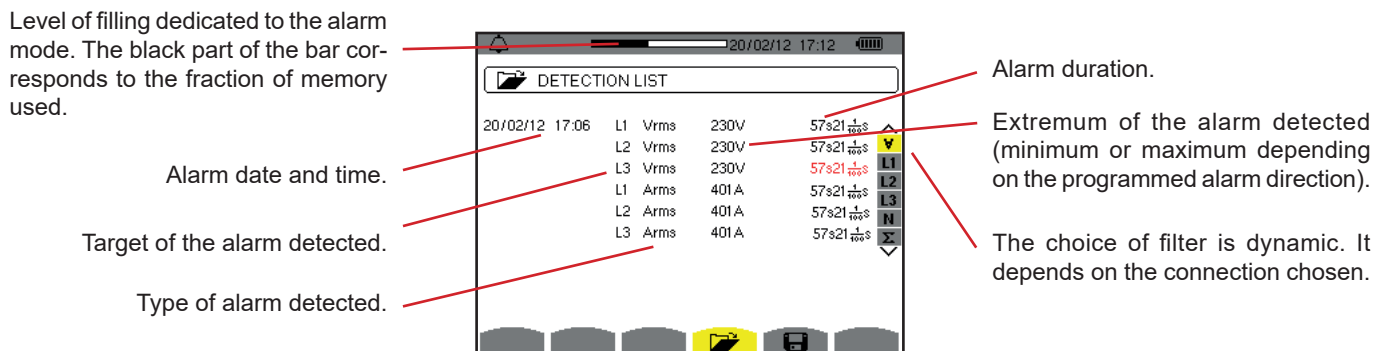 Level of filling dedicated to the alarm
mode. The black part of the bar cor-
responds to the fraction of memory
used.
Alarm date and time.
Target of the alarm detected.
Type of alarm detected.
20/02/12 17:12
DETECTION LIST
20/02/12 17:06 L1 Vrms 230V 57s21 1/100 s
L2 Vrms 230V 57s21 1/100 s
L3 Vrms 230V 57s21 1/100 s
L1 Arms 401A 57s21 1/100 s
L2 Arms 401A 57s21 1/100 s
L3 Arms 401A 57s21 1/100 s
∀
L1
L2
L3
N
Σ
Alarm duration.
Extremum of the alarm detected
(minimum or maximum depending
on the programmed alarm direction).
The choice of filter is dynamic. It
depends on the connection chosen.